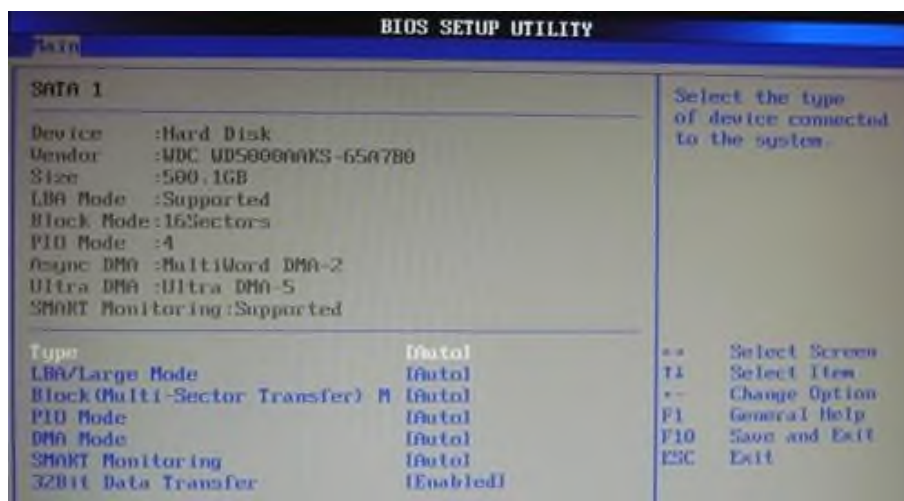 BIOS SETUP UTILITY
Main
SATA 1
Device :Hard Disk
Vendor :WDC WD5000AAKS-65A7B0
Size :500.1GB
LBA Mode :Supported
Block Mode:16Sectors
PIO Mode :4
Async DMA :MultiWord DMA-2
Ultra DMA :Ultra DMA-5
SMART Monitoring:Supported
Type [Auto]
LBA/Large Mode [Auto]
Block(Multi-Sector Transfer) M [Auto]
PIO Mode [Auto]
DMA Mode [Auto]
SMART Monitoring [Auto]
32Bit Data Transfer [Enabled]
Select the type
of device connected
to the system.
←→ Select Screen
↑↓ Select Item
+- Change Option
F1 General Help
F10 Save and Exit
ESC Exit